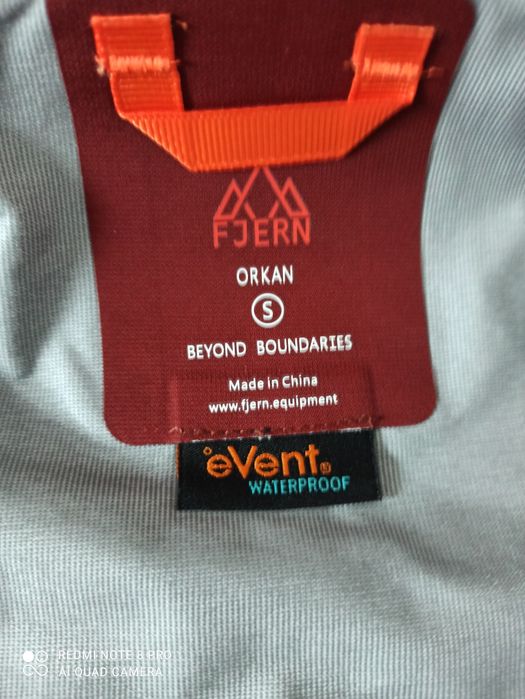 FJERN
ORKAN
S
BEYOND BOUNDARIES
Made in China
www.fjern.equipment
eVent®
WATERPROOF
REDMI NOTE 8 PRO
AI QUAD CAMERA